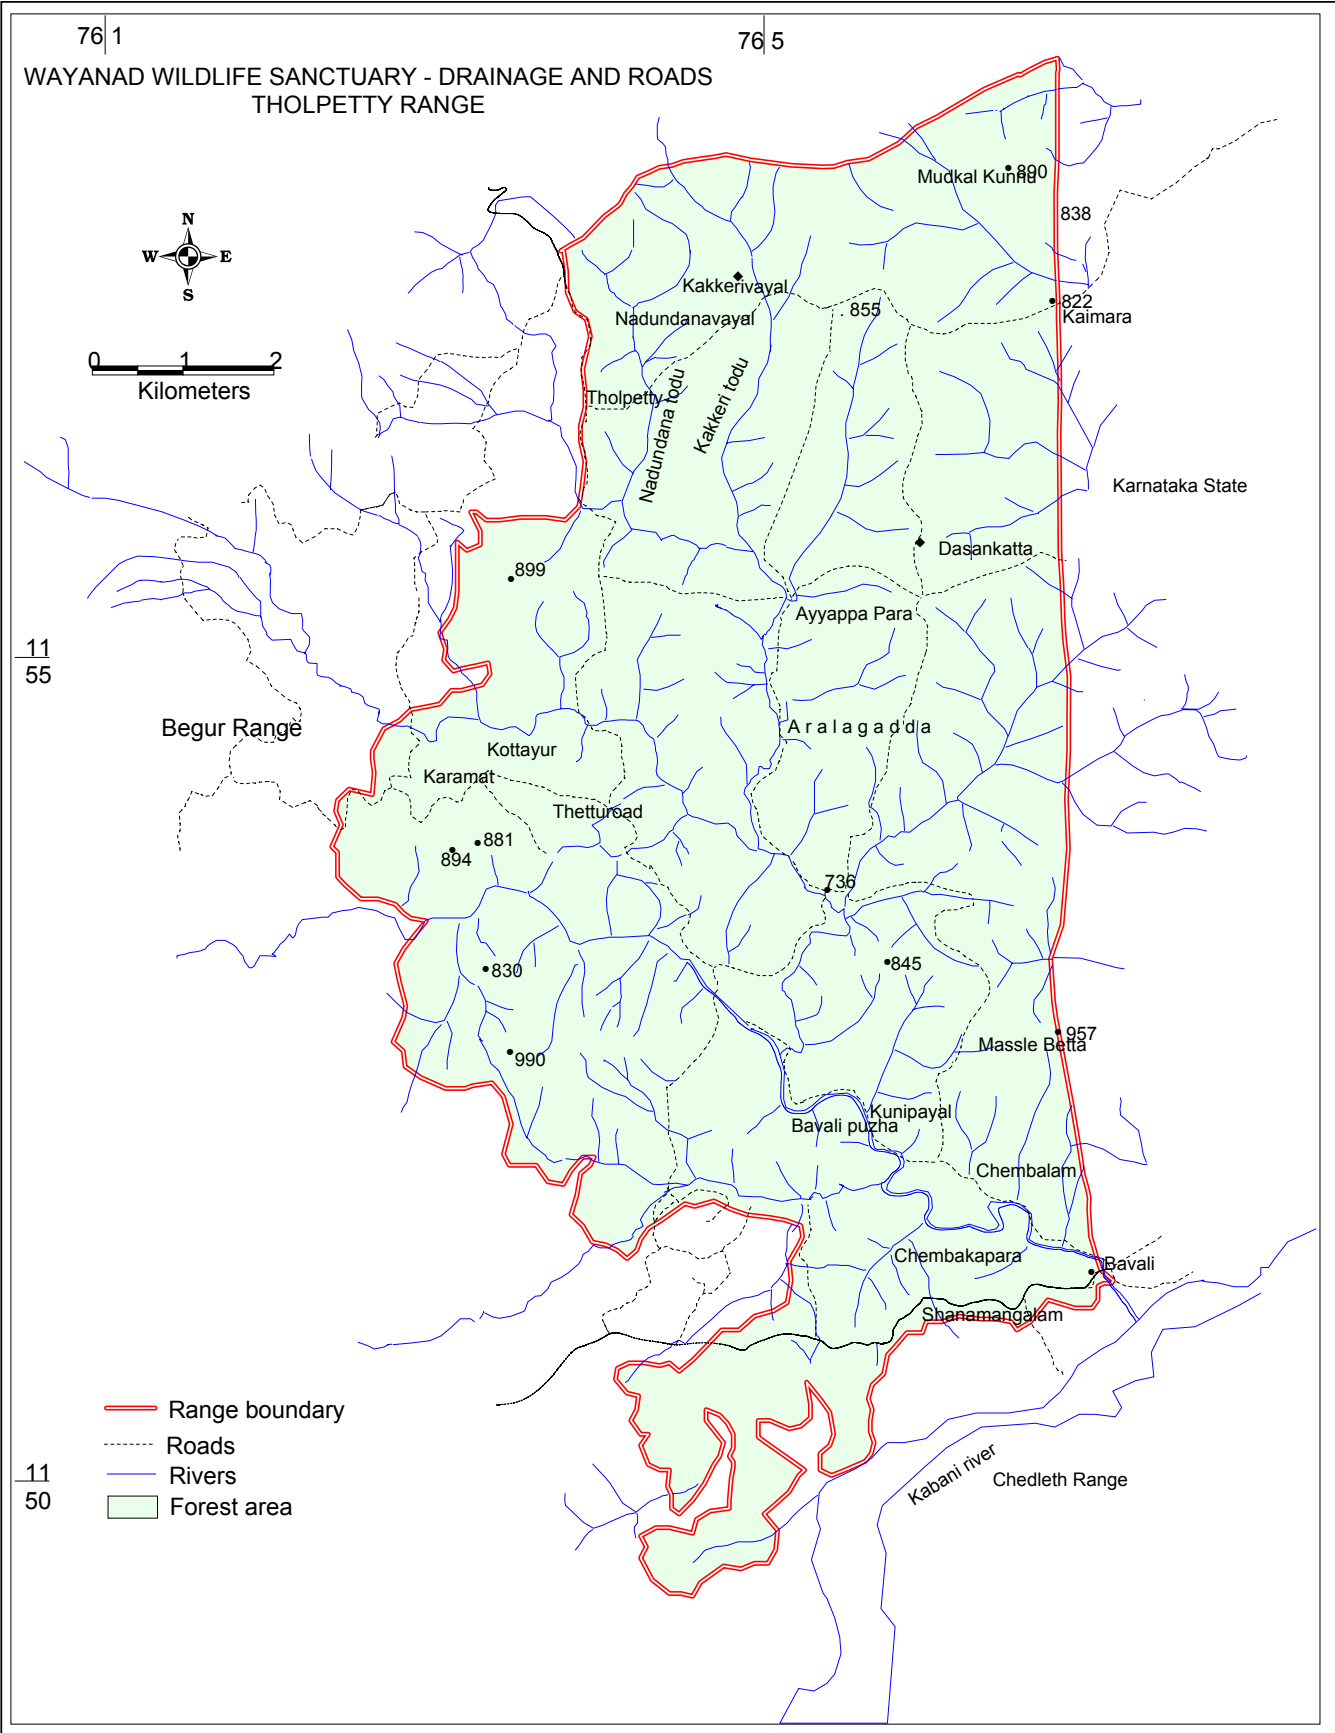 76 1
76 5
WAYANAD WILDLIFE SANCTUARY - DRAINAGE AND ROADS
THOLPETTY RANGE
Mudkal Kunnu
890
838
N
W E
S
Kakkerivayal
822
855
Kaimara
Nadundanavayal
0 1 2
Kilometers
Tholpetty
Nadundana todu
Kakkeri todu
Karnataka State
Dasankatta
899
Ayyappa Para
11
55
Begur Range
Aralagadda
Kottayur
Karamat
Thetturoad
881
894
736
845
830
957
Massle Betta
990
Kunipayal
Bavali puzha
Chembalam
Chembakapara
Bavali
Shanamangalam
Range boundary
Roads
Rivers
Forest area
11
50
Kabani river
Chedleth Range